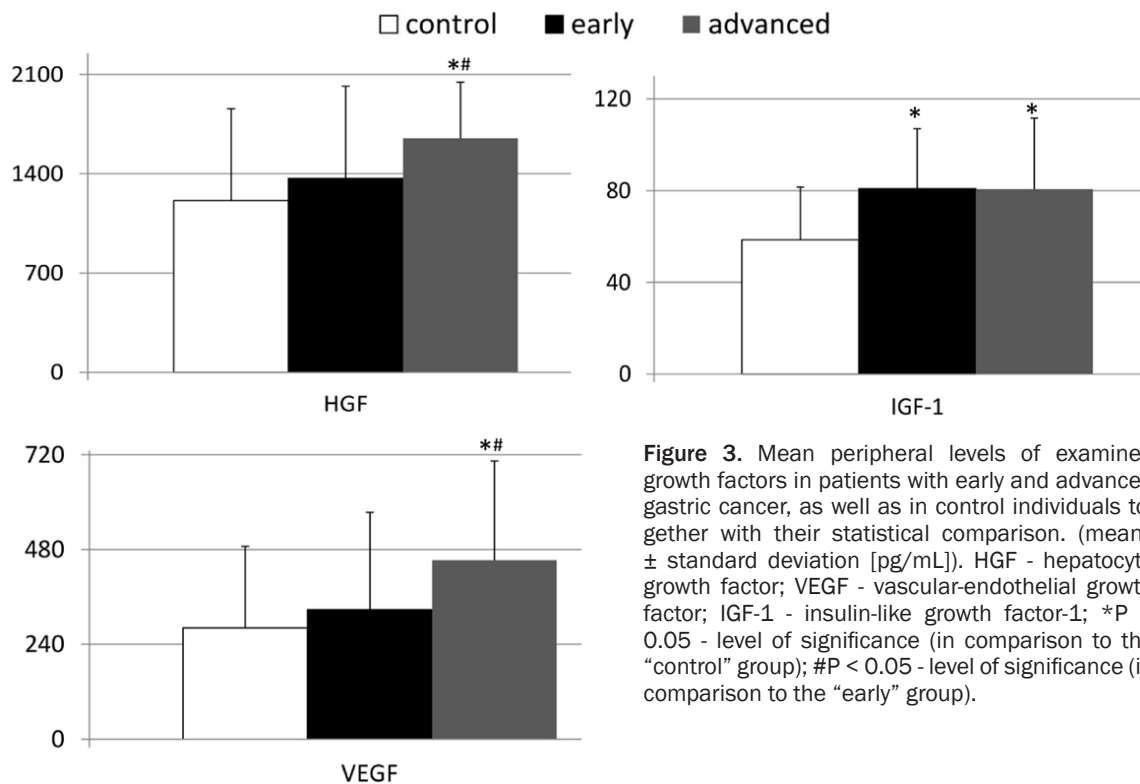 control early advanced
2100
1400
700
0
*#
HGF
120
80
40
0
*
*
IGF-1
720
480
240
0
*#
VEGF
Figure 3. Mean peripheral levels of examine
growth factors in patients with early and advance
gastric cancer, as well as in control individuals to
gether with their statistical comparison. (mean
± standard deviation [pg/mL]). HGF - hepatocyt
growth factor; VEGF - vascular-endothelial growt
factor; IGF-1 - insulin-like growth factor-1; *P
0.05 - level of significance (in comparison to th
“control” group); #P < 0.05 - level of significance (i
comparison to the “early” group).